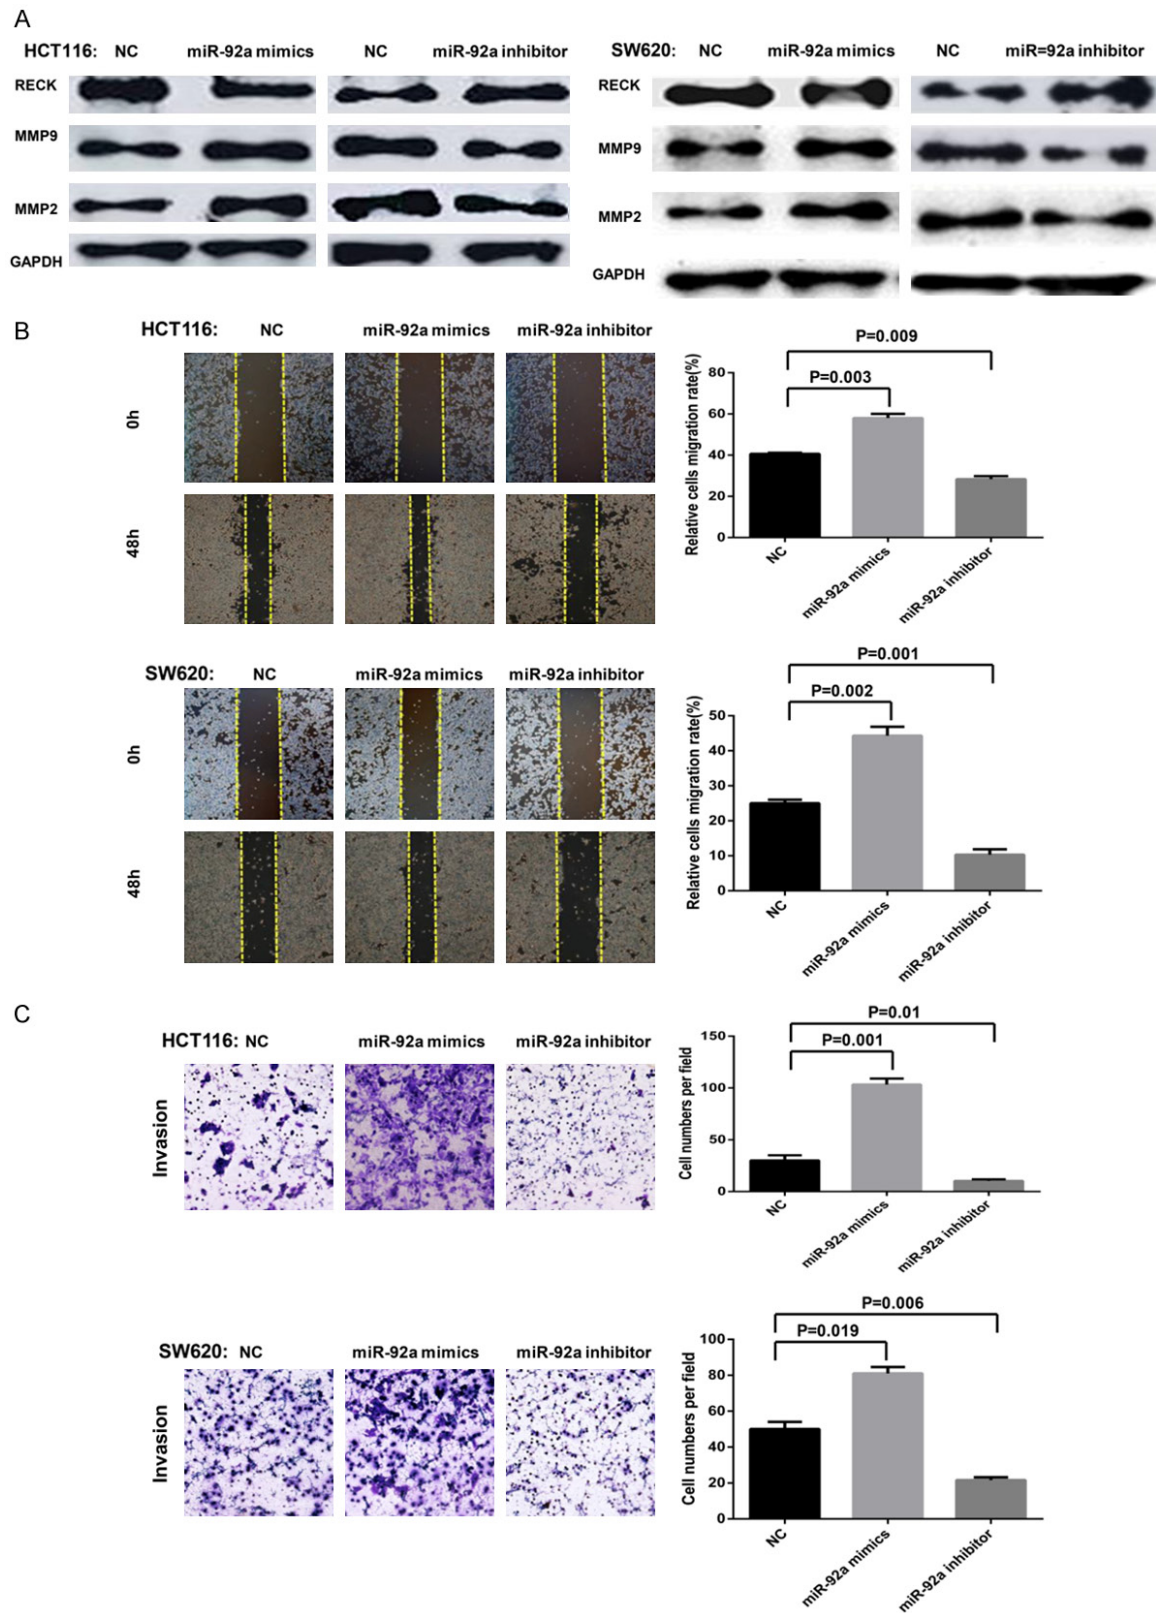 A
HCT116: NC miR-92a mimics NC miR-92a inhibitor
SW620: NC miR-92a mimics NC miR=92a inhibitor
RECK
MMP9
MMP2
GAPDH
RECK
MMP9
MMP2
GAPDH
B
HCT116: NC miR-92a mimics miR-92a inhibitor
0h
48h
P=0.009
P=0.003
Relative cells migration rate(%)
80
60
40
20
0
NC
miR-92a mimics
miR-92a inhibitor
SW620: NC miR-92a mimics miR-92a inhibitor
0h
48h
P=0.001
P=0.002
Relative cells migration rate(%)
50
40
30
20
10
0
NC
miR-92a mimics
miR-92a inhibitor
C
HCT116: NC miR-92a mimics miR-92a inhibitor
Invasion
P=0.01
P=0.001
Cell numbers per field
150
100
50
0
NC
miR-92a mimics
miR-92a inhibitor
SW620: NC miR-92a mimics miR-92a inhibitor
Invasion
P=0.006
P=0.019
Cell numbers per field
100
80
60
40
20
0
NC
miR-92a mimics
miR-92a inhibitor